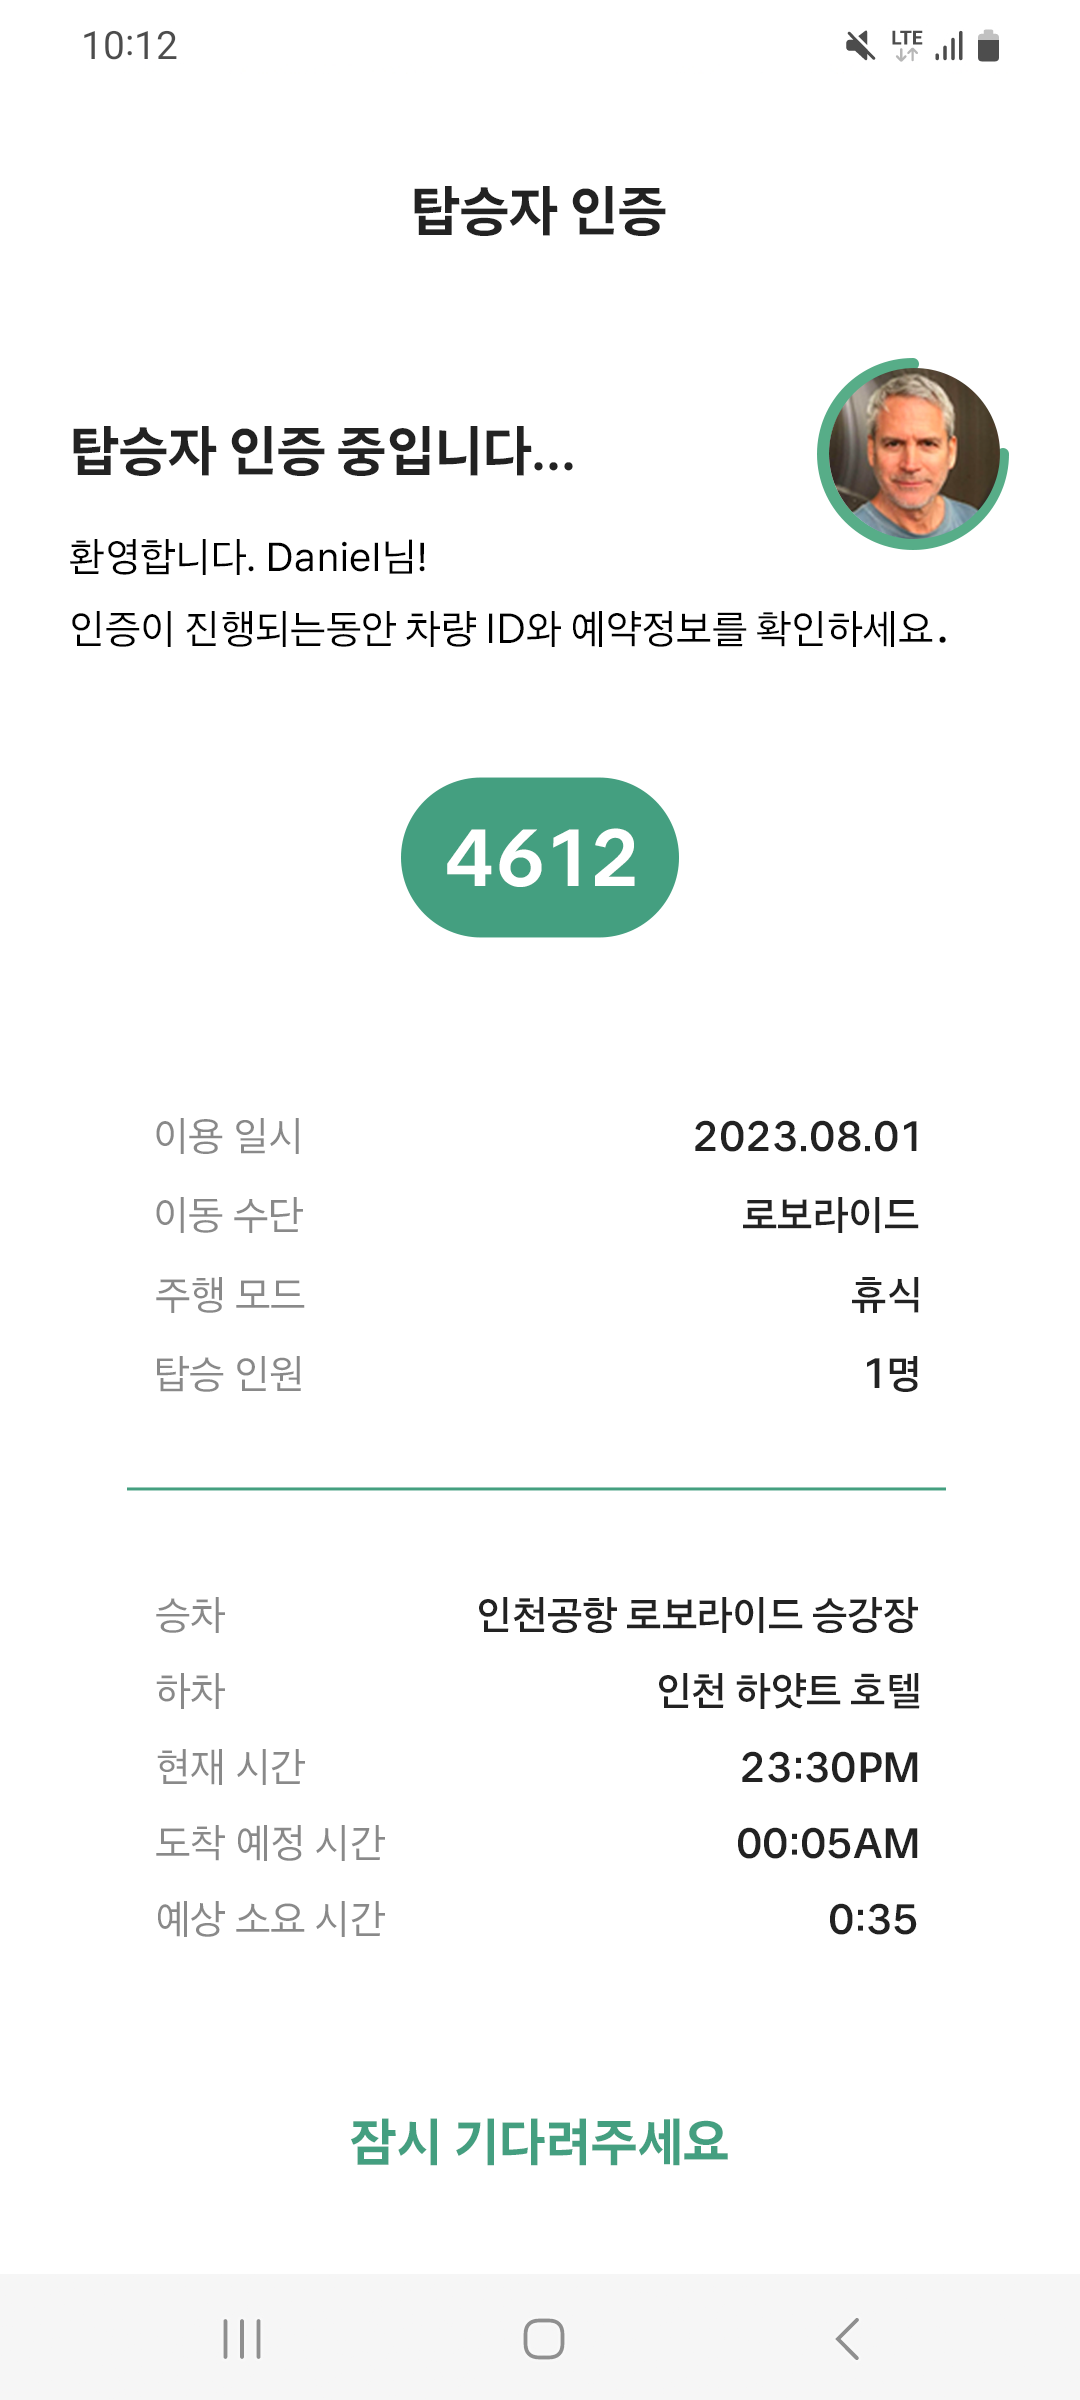 10:12
LTE
탑승자 인증
탑승자 인증 중입니다...
환영합니다. Daniel님!
인증이 진행되는동안 차량 ID와 예약정보를 확인하세요.
4612
이용 일시 2023.08.01
이동 수단 로보라이드
주행 모드 휴식
탑승 인원 1명
승차 인천공항 로보라이드 승강장
하차 인천 하얏트 호텔
현재 시간 23:30PM
도착 예정 시간 00:05AM
예상 소요 시간 0:35
잠시 기다려주세요